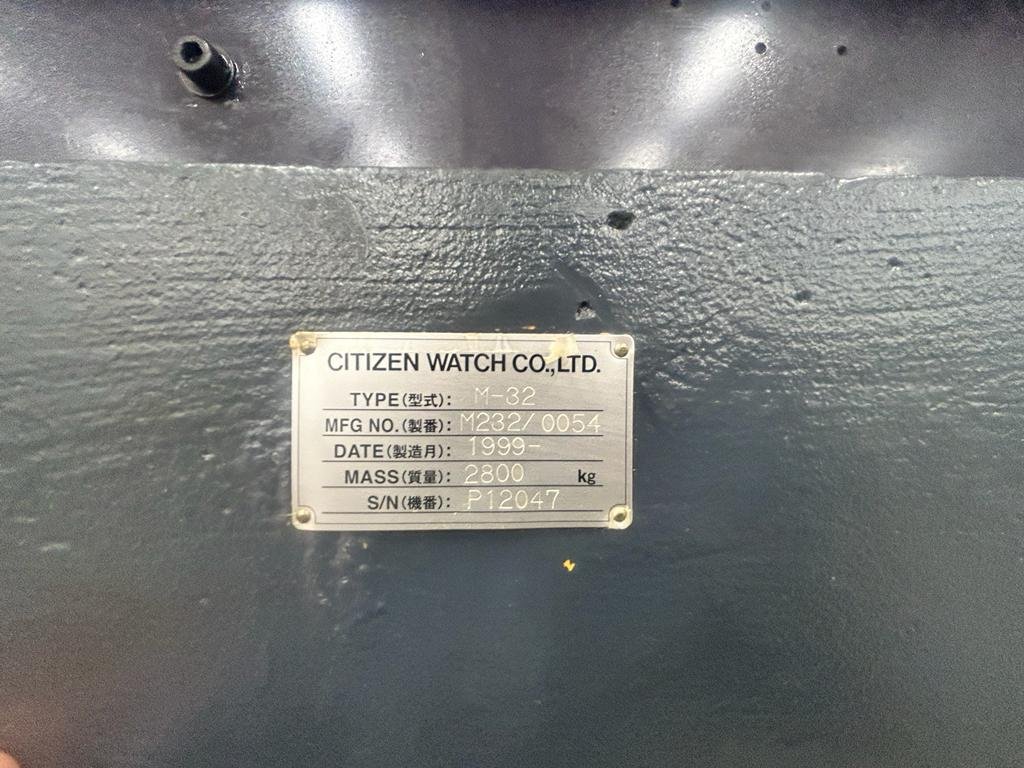 CITIZEN WATCH CO.,LTD.
TYPE(型式): M-32
MFG NO.(製番): M232/0054
DATE(製造月): 1999-
MASS(質量): 2800 kg
S/N(機番): P12047